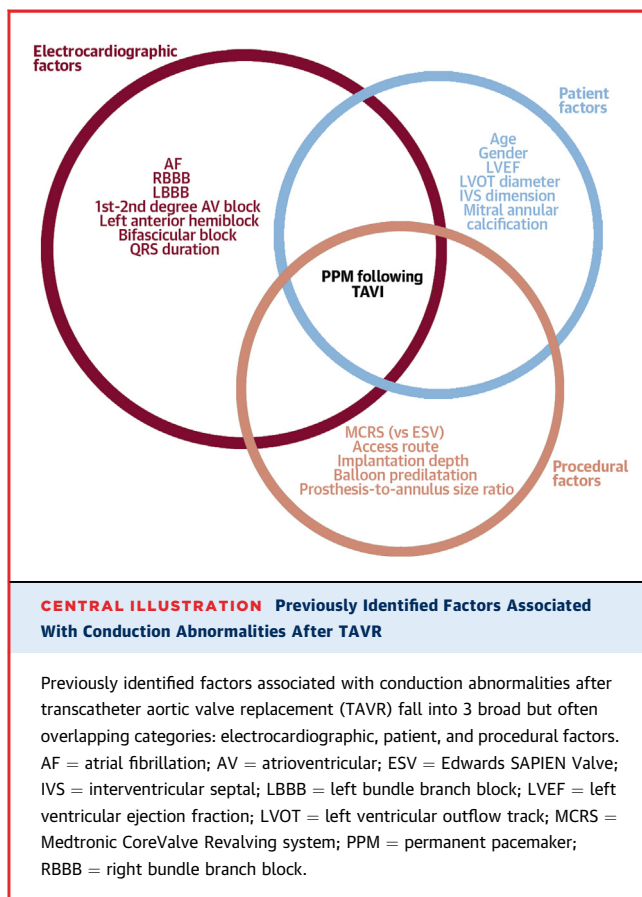 Electrocardiographic
factors
Patient
factors
AF
RBBB
LBBB
1st-2nd degree AV block
Left anterior hemiblock
Bifascicular block
QRS duration
Age
Gender
LVEF
LVOT diameter
IVS dimension
Mitral annular
calcification
PPM following
TAVI
MCRS (vs ESV)
Access route
Implantation depth
Balloon predilatation
Prosthesis-to-annulus size ratio
Procedural
factors
CENTRAL ILLUSTRATION Previously Identified Factors Associated
With Conduction Abnormalities After TAVR
Previously identified factors associated with conduction abnormalities after
transcatheter aortic valve replacement (TAVR) fall into 3 broad but often
overlapping categories: electrocardiographic, patient, and procedural factors.
AF = atrial fibrillation; AV = atrioventricular; ESV = Edwards SAPIEN Valve;
IVS = interventricular septal; LBBB = left bundle branch block; LVEF = left
ventricular ejection fraction; LVOT = left ventricular outflow track; MCRS =
Medtronic CoreValve Revalving system; PPM = permanent pacemaker;
RBBB = right bundle branch block.